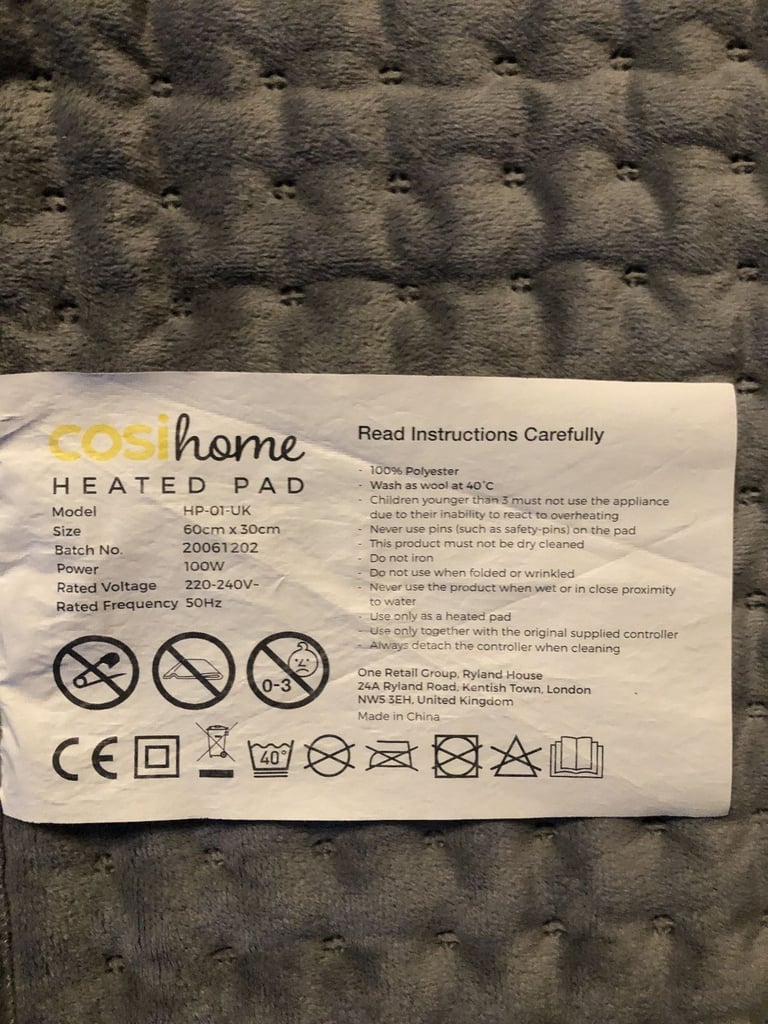 cosihome
HEATED PAD
Model HP-01-UK
Size 60cm x 30cm
Batch No. 20061202
Power 100W
Rated Voltage 220-240V~
Rated Frequency 50Hz
0-3
Read Instructions Carefully
- 100% Polyester
- Wash as wool at 40°C
- Children younger than 3 must not use the appliance
due to their inability to react to overheating
- Never use pins (such as safety-pins) on the pad
- This product must not be dry cleaned
- Do not iron
- Do not use when folded or wrinkled
- Never use the product when wet or in close proximity
to water
- Use only as a heated pad
- Use only together with the original supplied controller
- Always detach the controller when cleaning
One Retail Group, Ryland House
24A Ryland Road, Kentish Town, London
NW5 3EH, United Kingdom
Made in China
CE 40°